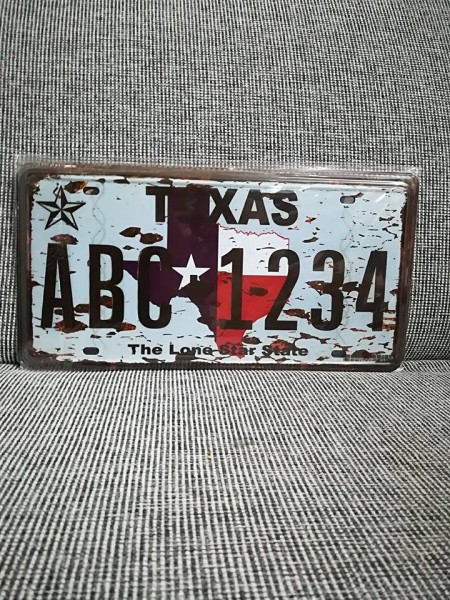 TEXAS
ABC·1234
The Lone Star State